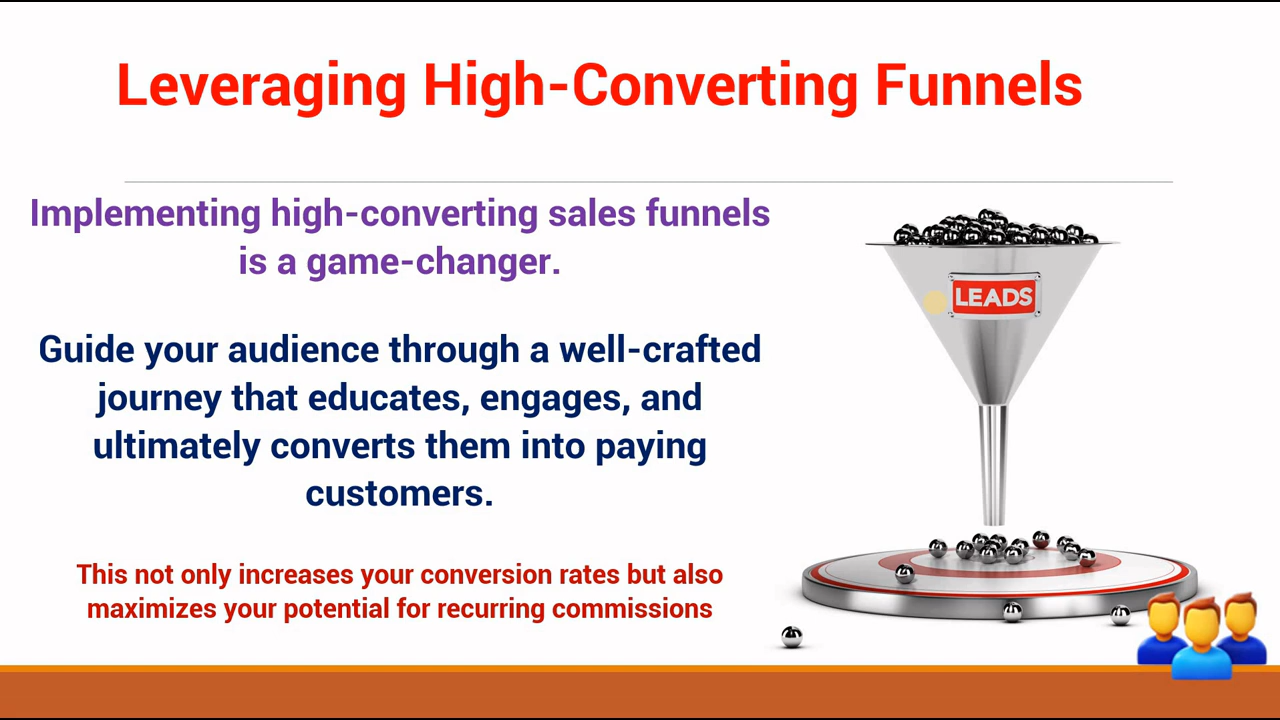 Leveraging High-Converting Funnels
Implementing high-converting sales funnels
is a game-changer.
Guide your audience through a well-crafted
journey that educates, engages, and
ultimately converts them into paying
customers.
This not only increases your conversion rates but also
maximizes your potential for recurring commissions
LEADS